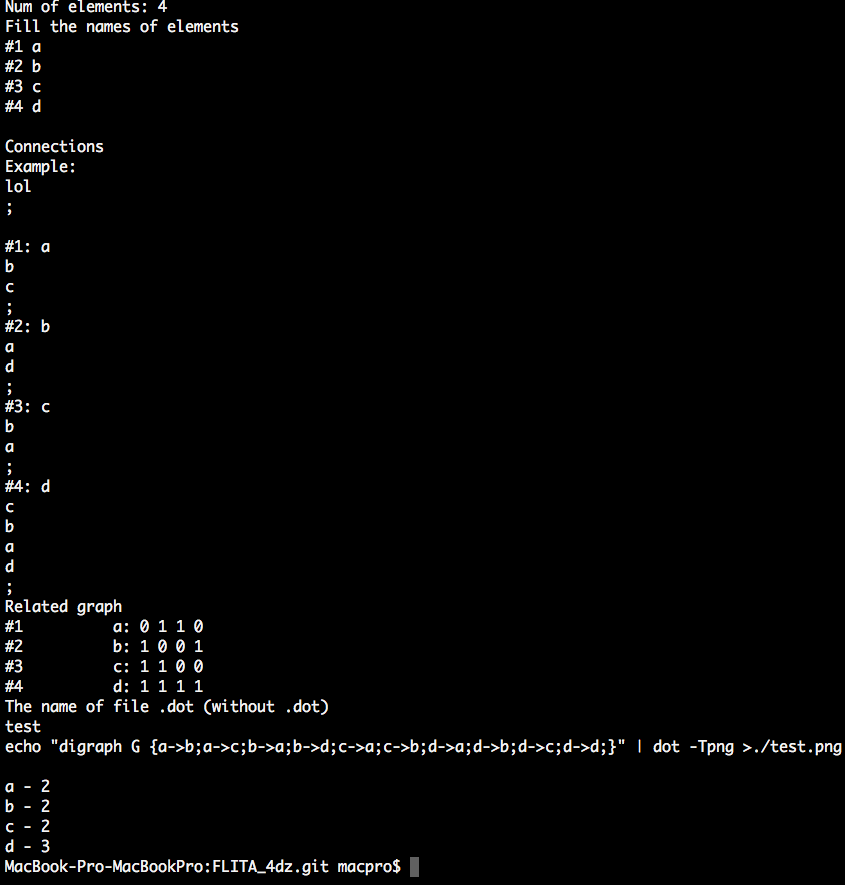 Num of elements: 4
Fill the names of elements
#1 a
#2 b
#3 c
#4 d
Connections
Example:
lol
;
#1: a
b
c
;
#2: b
a
d
;
#3: c
b
a
;
#4: d
c
b
a
d
;
Related graph
#1 a: 0 1 1 0
#2 b: 1 0 0 1
#3 c: 1 1 0 0
#4 d: 1 1 1 1
The name of file .dot (without .dot)
test
echo "digraph G {a->b;a->c;b->a;b->d;c->a;c->b;d->a;d->b;d->c;d->d;}" | dot -Tpng >./test.png
a - 2
b - 2
c - 2
d - 3
MacBook-Pro-MacBookPro:FLITA_4dz.git macpro$